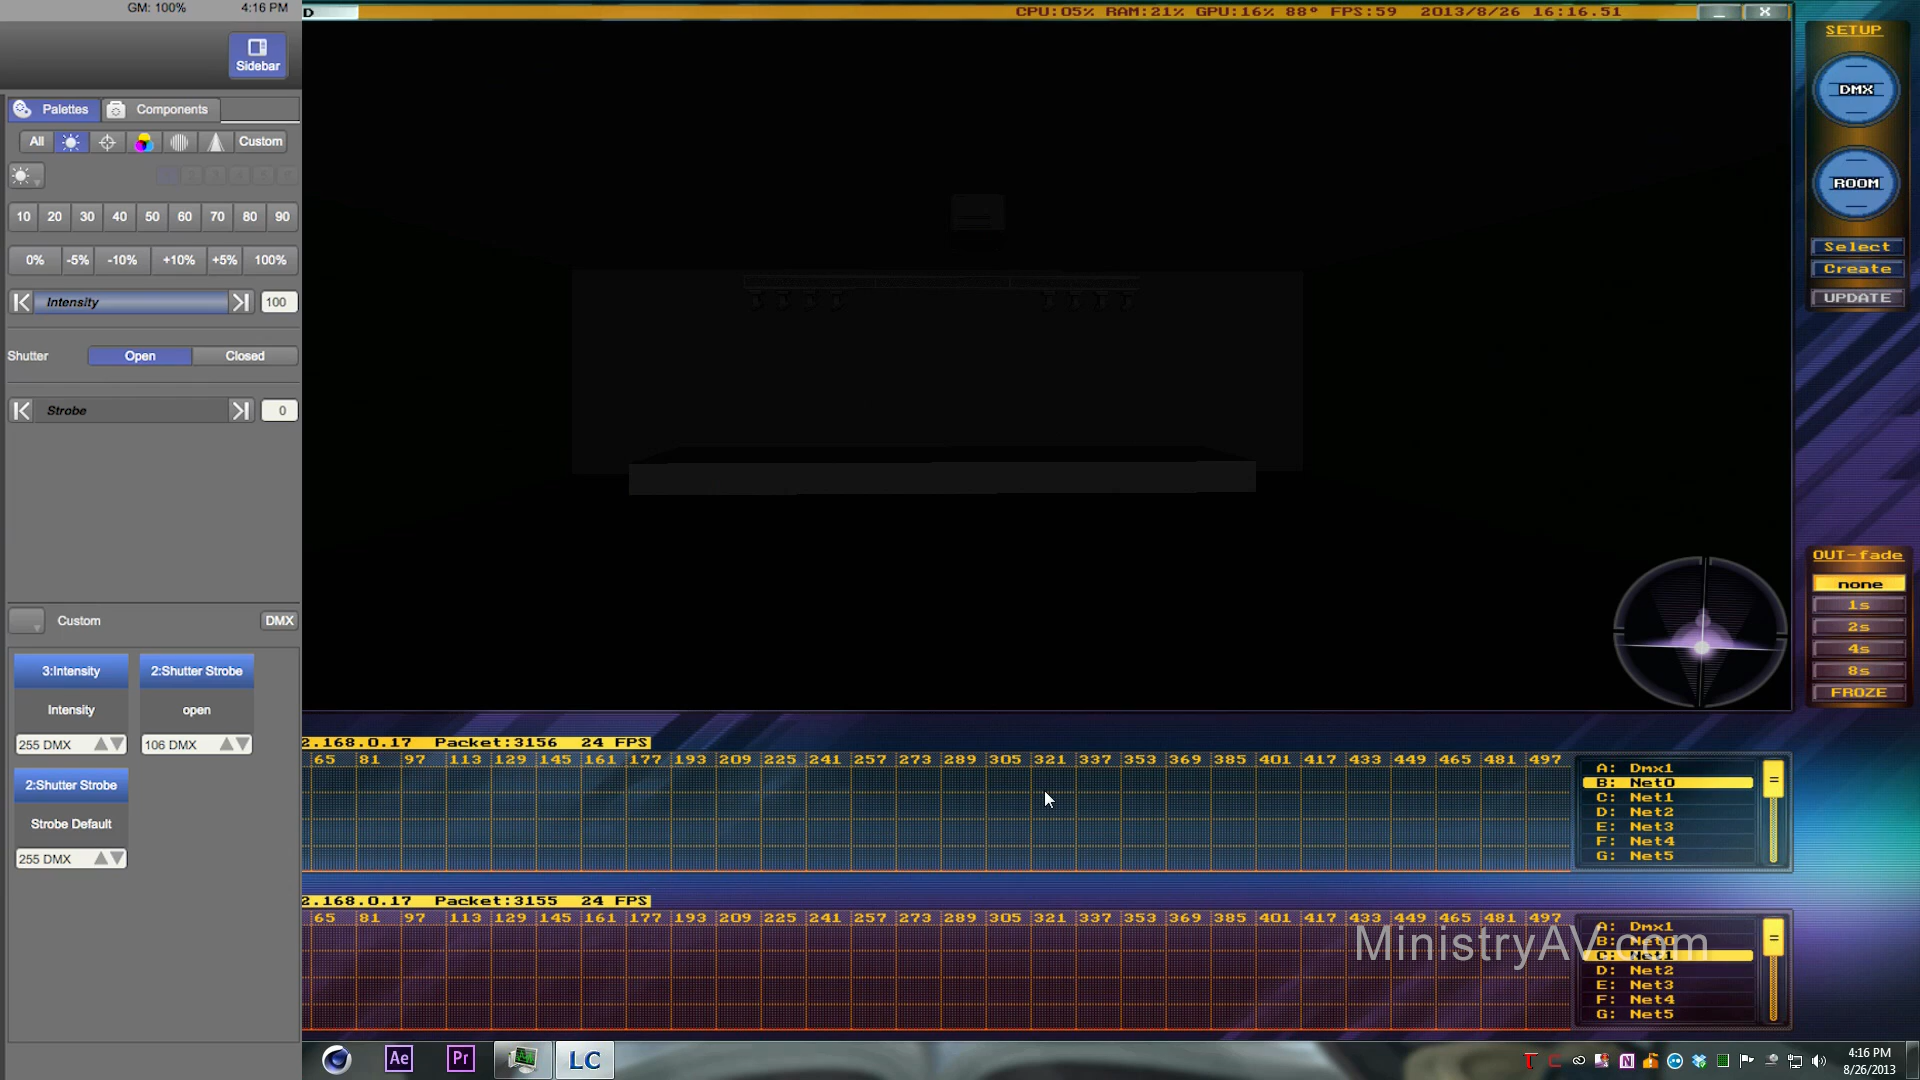 GM: 100% 4:16 PM
Sidebar
Palettes Components
All Custom
10 20 30 40 50 60 70 80 90
0% -5% -10% +10% +5% 100%
Intensity 100
Shutter Open Closed
Strobe 0
Custom DMX
3:Intensity 2:Shutter Strobe
Intensity open
255 DMX 106 DMX
2:Shutter Strobe
Strobe Default
255 DMX
D CPU:05% RAM:21% GPU:16% 88° FPS:59 2013/8/26 16:16.51
SETUP
DMX
ROOM
Select
Create
UPDATE
OUT-fade
none
1s
2s
4s
8s
FROZE
2.168.0.17 Packet:3156 24 FPS
65 81 97 113 129 145 161 177 193 209 225 241 257 273 289 305 321 337 353 369 385 401 417 433 449 465 481 497
A: Dmx1
B: Net0
C: Net1
D: Net2
E: Net3
F: Net4
G: Net5
2.168.0.17 Packet:3155 24 FPS
65 81 97 113 129 145 161 177 193 209 225 241 257 273 289 305 321 337 353 369 385 401 417 433 449 465 481 497
A: Dmx1
B: Net0
C: Net1
D: Net2
E: Net3
F: Net4
G: Net5
MinistryAV.com
Ae Pr LC
4:16 PM
8/26/2013